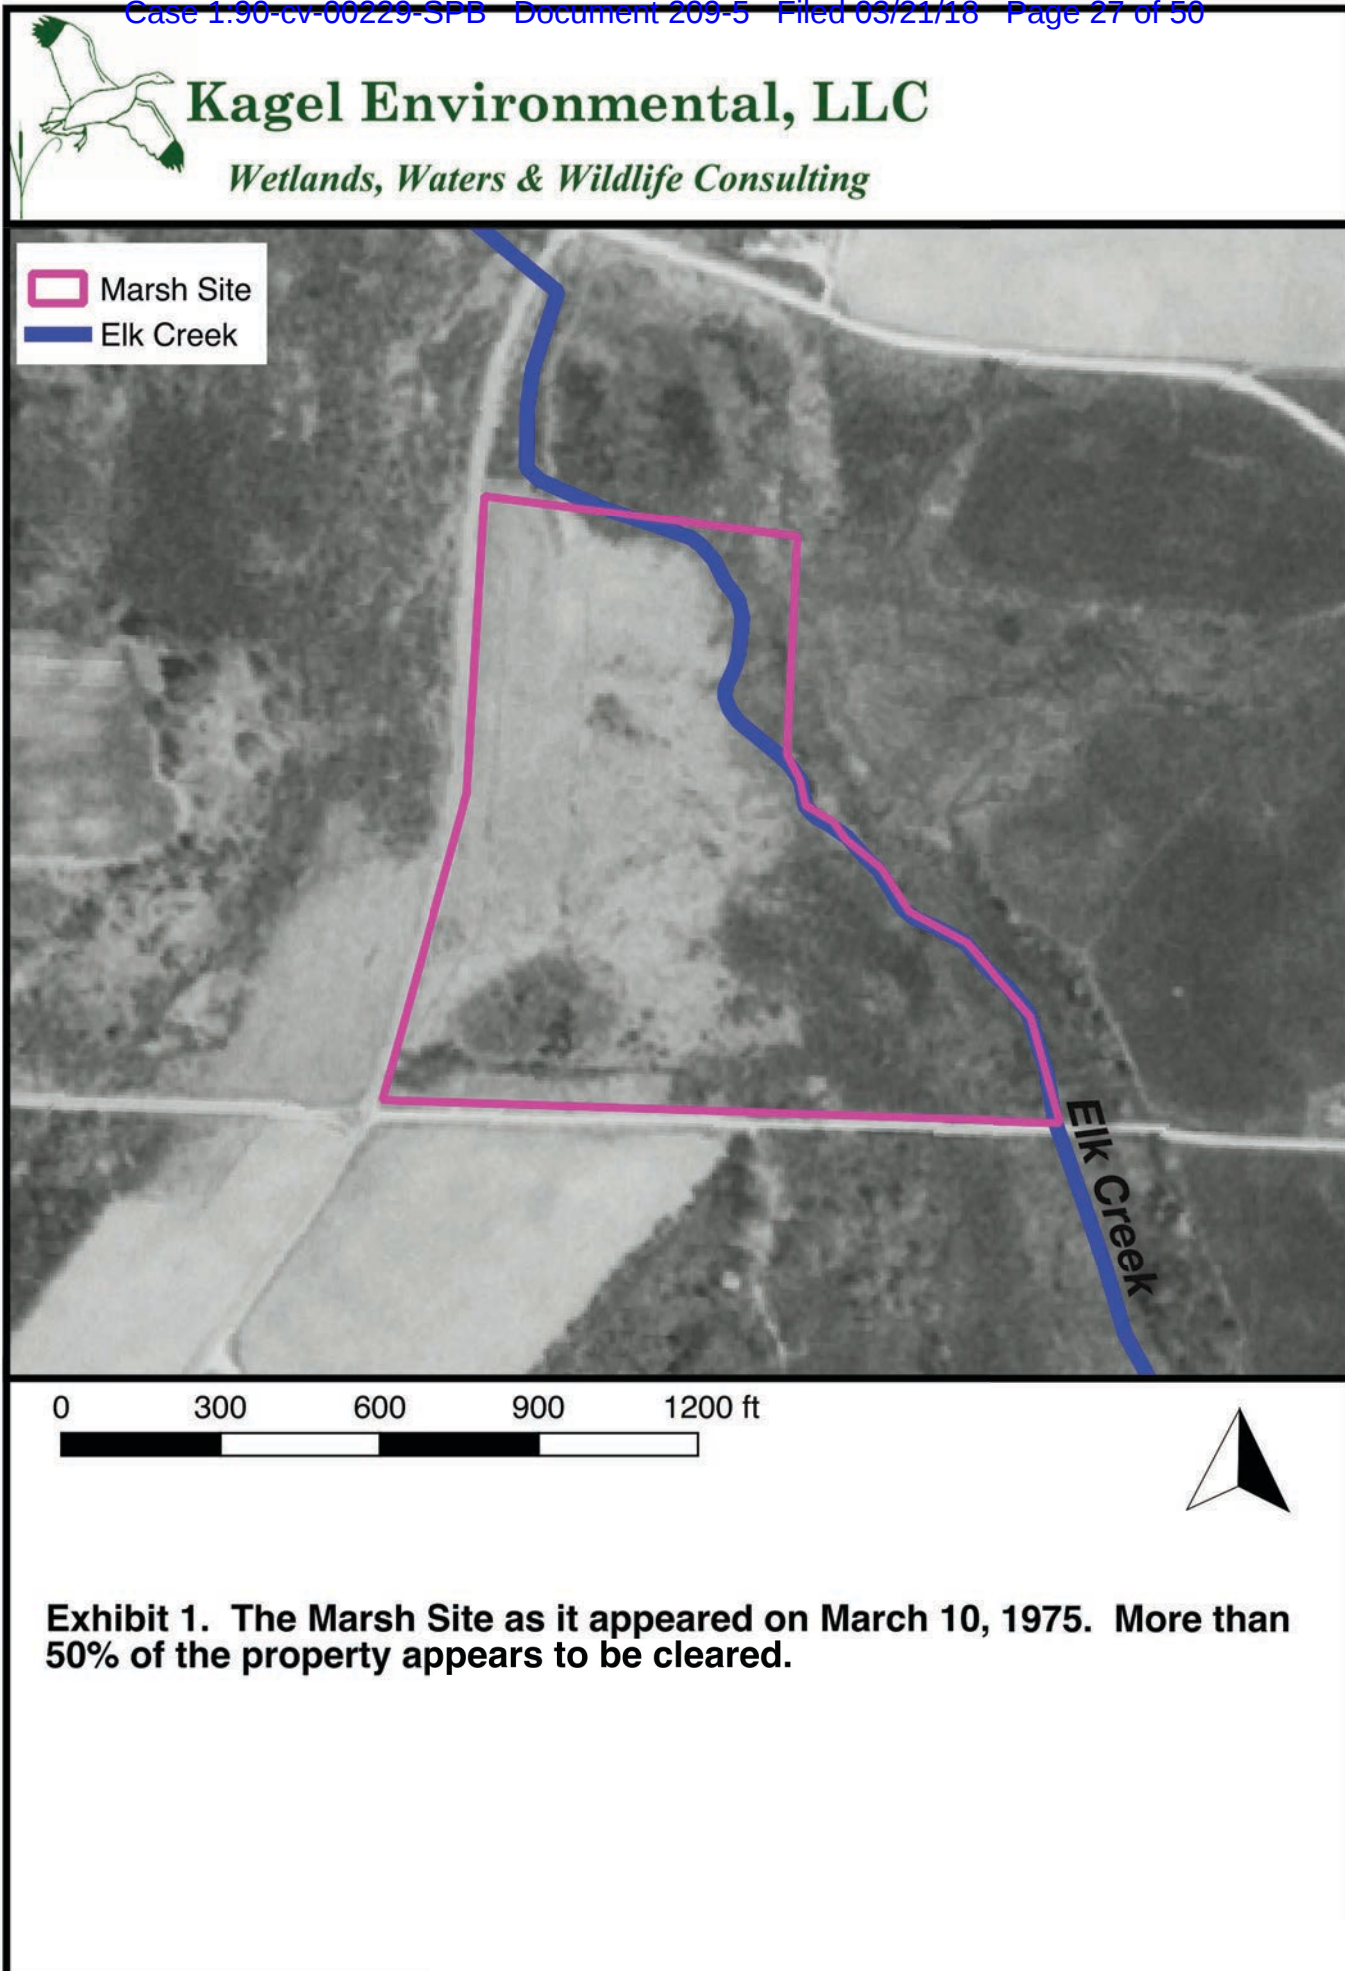 Case 1:90-cv-00229-SPB Document 209-5 Filed 03/21/18 Page 27 of 50
Kagel Environmental, LLC
Wetlands, Waters & Wildlife Consulting
Marsh Site
Elk Creek
Elk Creek
0 300 600 900 1200 ft
Exhibit 1. The Marsh Site as it appeared on March 10, 1975. More than
50% of the property appears to be cleared.